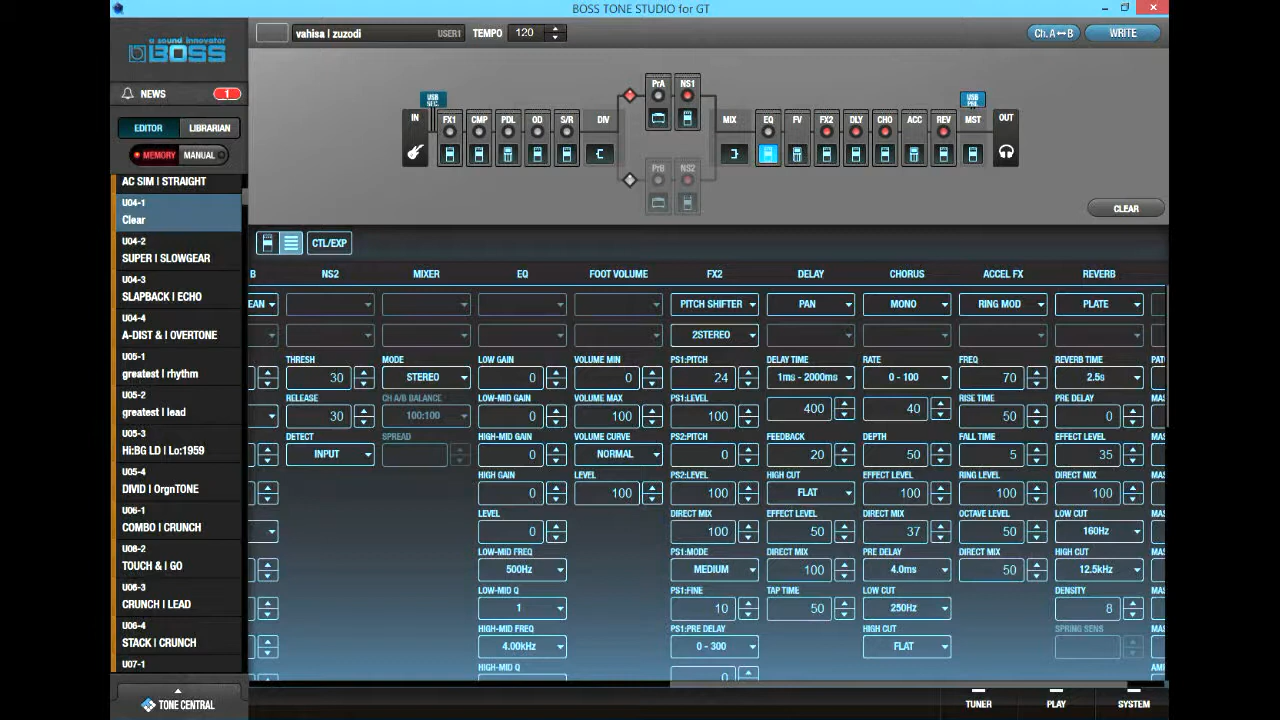 BOSS TONE STUDIO for GT
a sound innovator
BOSS
vahisa | zuzodi
USER1
TEMPO
120
Ch. A↔B
WRITE
NEWS
1
EDITOR
LIBRARIAN
MEMORY
MANUAL
USB
SEC.
USB
PRI.
IN
FX1
CMP
PDL
OD
S/R
DIV
PrA
NS1
PrB
NS2
MIX
EQ
FV
FX2
DLY
CHO
ACC
REV
MST
OUT
CLEAR
AC SIM | STRAIGHT
U04-1
Clear
U04-2
SUPER | SLOWGEAR
U04-3
SLAPBACK | ECHO
U04-4
A-DIST & | OVERTONE
U05-1
greatest | rhythm
U05-2
greatest | lead
U05-3
Hi:BG LD | Lo:1959
U05-4
DIVID | OrgnTONE
U06-1
COMBO | CRUNCH
U06-2
TOUCH & | GO
U06-3
CRUNCH | LEAD
U06-4
STACK | CRUNCH
U07-1
TONE CENTRAL
CTL/EXP
B NS2 MIXER EQ FOOT VOLUME FX2 DELAY CHORUS ACCEL FX REVERB
EAN PITCH SHIFTER PAN MONO RING MOD PLATE
2STEREO
THRESH MODE LOW GAIN VOLUME MIN PS1:PITCH DELAY TIME RATE FREQ REVERB TIME PAT
30 STEREO 0 0 24 1ms - 2000ms 0 - 100 70 2.5s
RELEASE CH A/B BALANCE LOW-MID GAIN VOLUME MAX PS1:LEVEL RISE TIME PRE DELAY
30 100:100 0 100 100 400 40 50 0
DETECT SPREAD HIGH-MID GAIN VOLUME CURVE PS2:PITCH FEEDBACK DEPTH FALL TIME EFFECT LEVEL MAS
INPUT 0 NORMAL 0 20 50 5 35
HIGH GAIN LEVEL PS2:LEVEL HIGH CUT EFFECT LEVEL RING LEVEL DIRECT MIX MAS
0 100 100 FLAT 100 50 100
LEVEL DIRECT MIX EFFECT LEVEL DIRECT MIX OCTAVE LEVEL LOW CUT MAS
0 100 50 37 50 160Hz
LOW-MID FREQ PS1:MODE DIRECT MIX PRE DELAY DIRECT MIX HIGH CUT MAS
500Hz MEDIUM 100 4.0ms 50 12.5kHz
LOW-MID Q PS1:FINE TAP TIME LOW CUT DENSITY MAS
1 10 50 250Hz 8
HIGH-MID FREQ PS1:PRE DELAY HIGH CUT SPRING SENS MAS
4.00kHz 0 - 300 FLAT
HIGH-MID Q 0 AM
TUNER
PLAY
SYSTEM